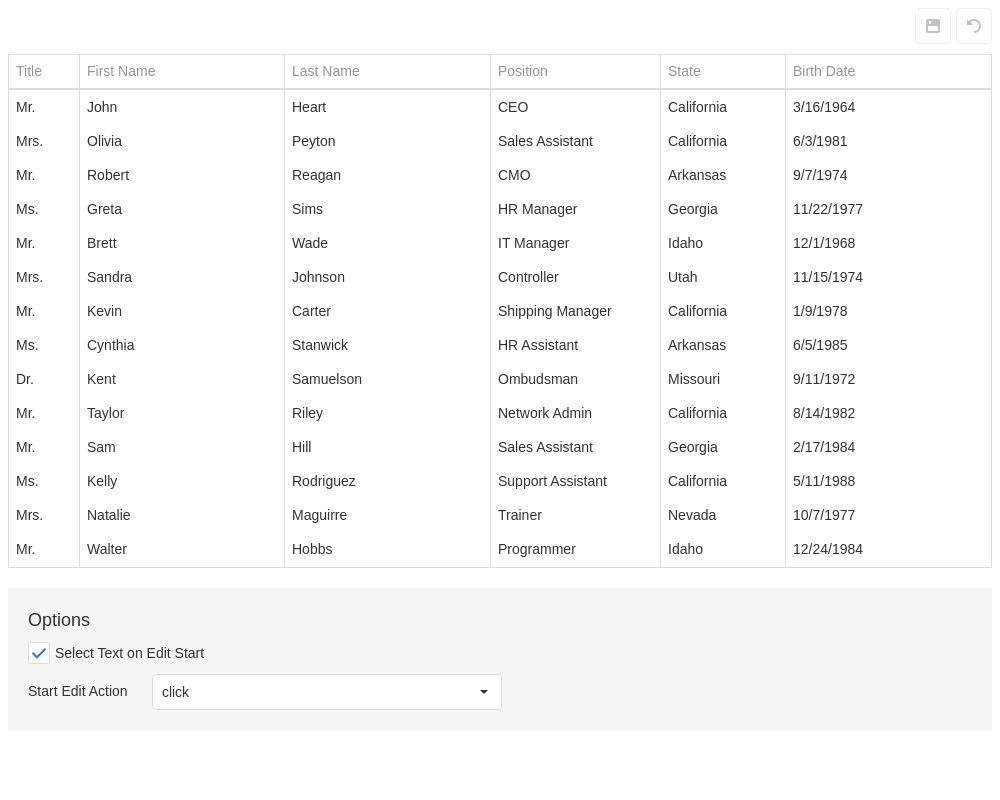 Title First Name Last Name Position State Birth Date
Mr. John Heart CEO California 3/16/1964
Mrs. Olivia Peyton Sales Assistant California 6/3/1981
Mr. Robert Reagan CMO Arkansas 9/7/1974
Ms. Greta Sims HR Manager Georgia 11/22/1977
Mr. Brett Wade IT Manager Idaho 12/1/1968
Mrs. Sandra Johnson Controller Utah 11/15/1974
Mr. Kevin Carter Shipping Manager California 1/9/1978
Ms. Cynthia Stanwick HR Assistant Arkansas 6/5/1985
Dr. Kent Samuelson Ombudsman Missouri 9/11/1972
Mr. Taylor Riley Network Admin California 8/14/1982
Mr. Sam Hill Sales Assistant Georgia 2/17/1984
Ms. Kelly Rodriguez Support Assistant California 5/11/1988
Mrs. Natalie Maguirre Trainer Nevada 10/7/1977
Mr. Walter Hobbs Programmer Idaho 12/24/1984
Options
Select Text on Edit Start
Start Edit Action click